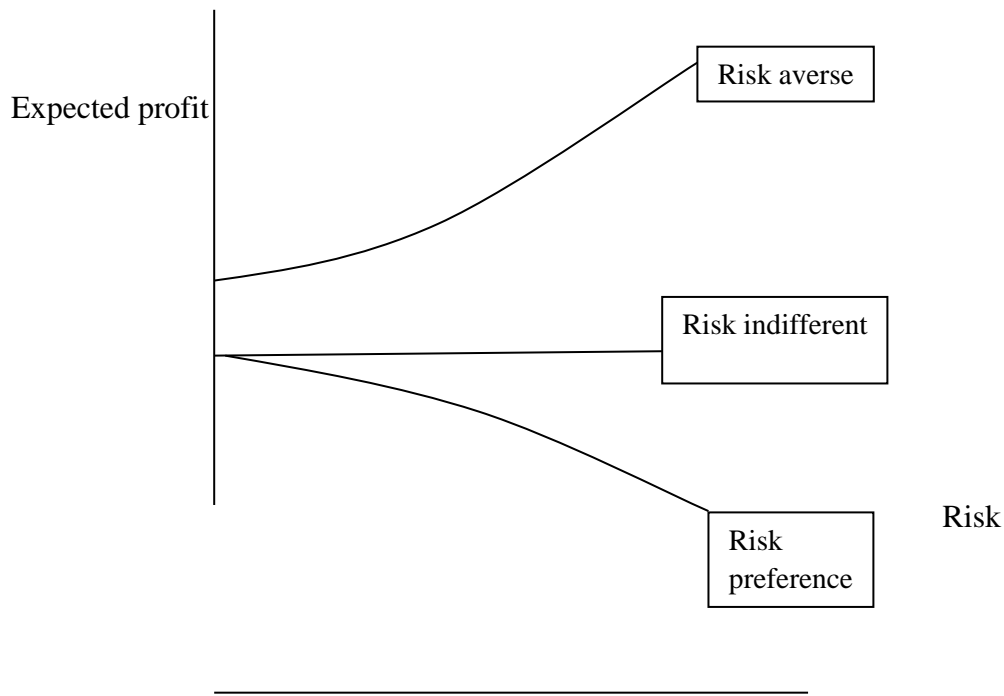 Risk averse
Expected profit
Risk indifferent
Risk
Risk
preference